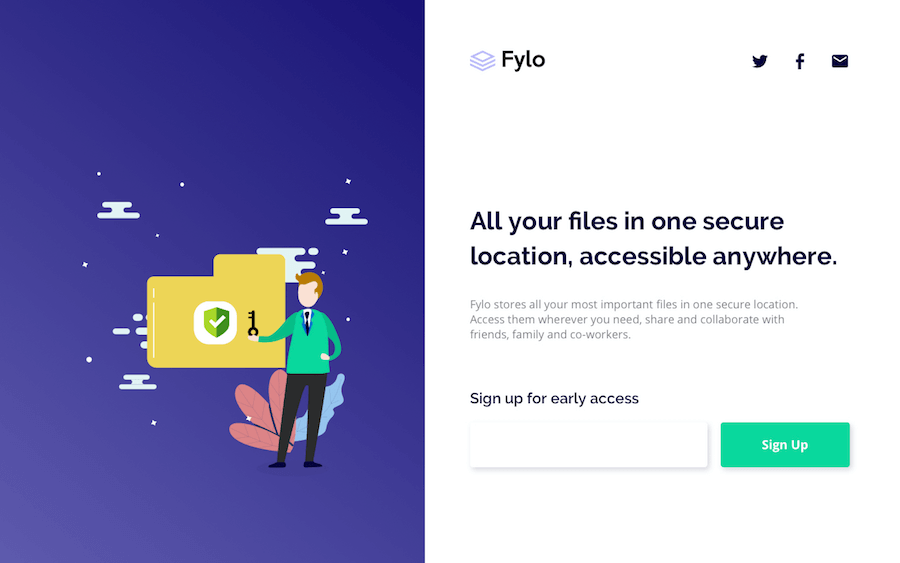 Fylo
All your files in one secure
location, accessible anywhere.
Fylo stores all your most important files in one secure location.
Access them wherever you need, share and collaborate with
friends, family and co-workers.
Sign up for early access
Sign Up